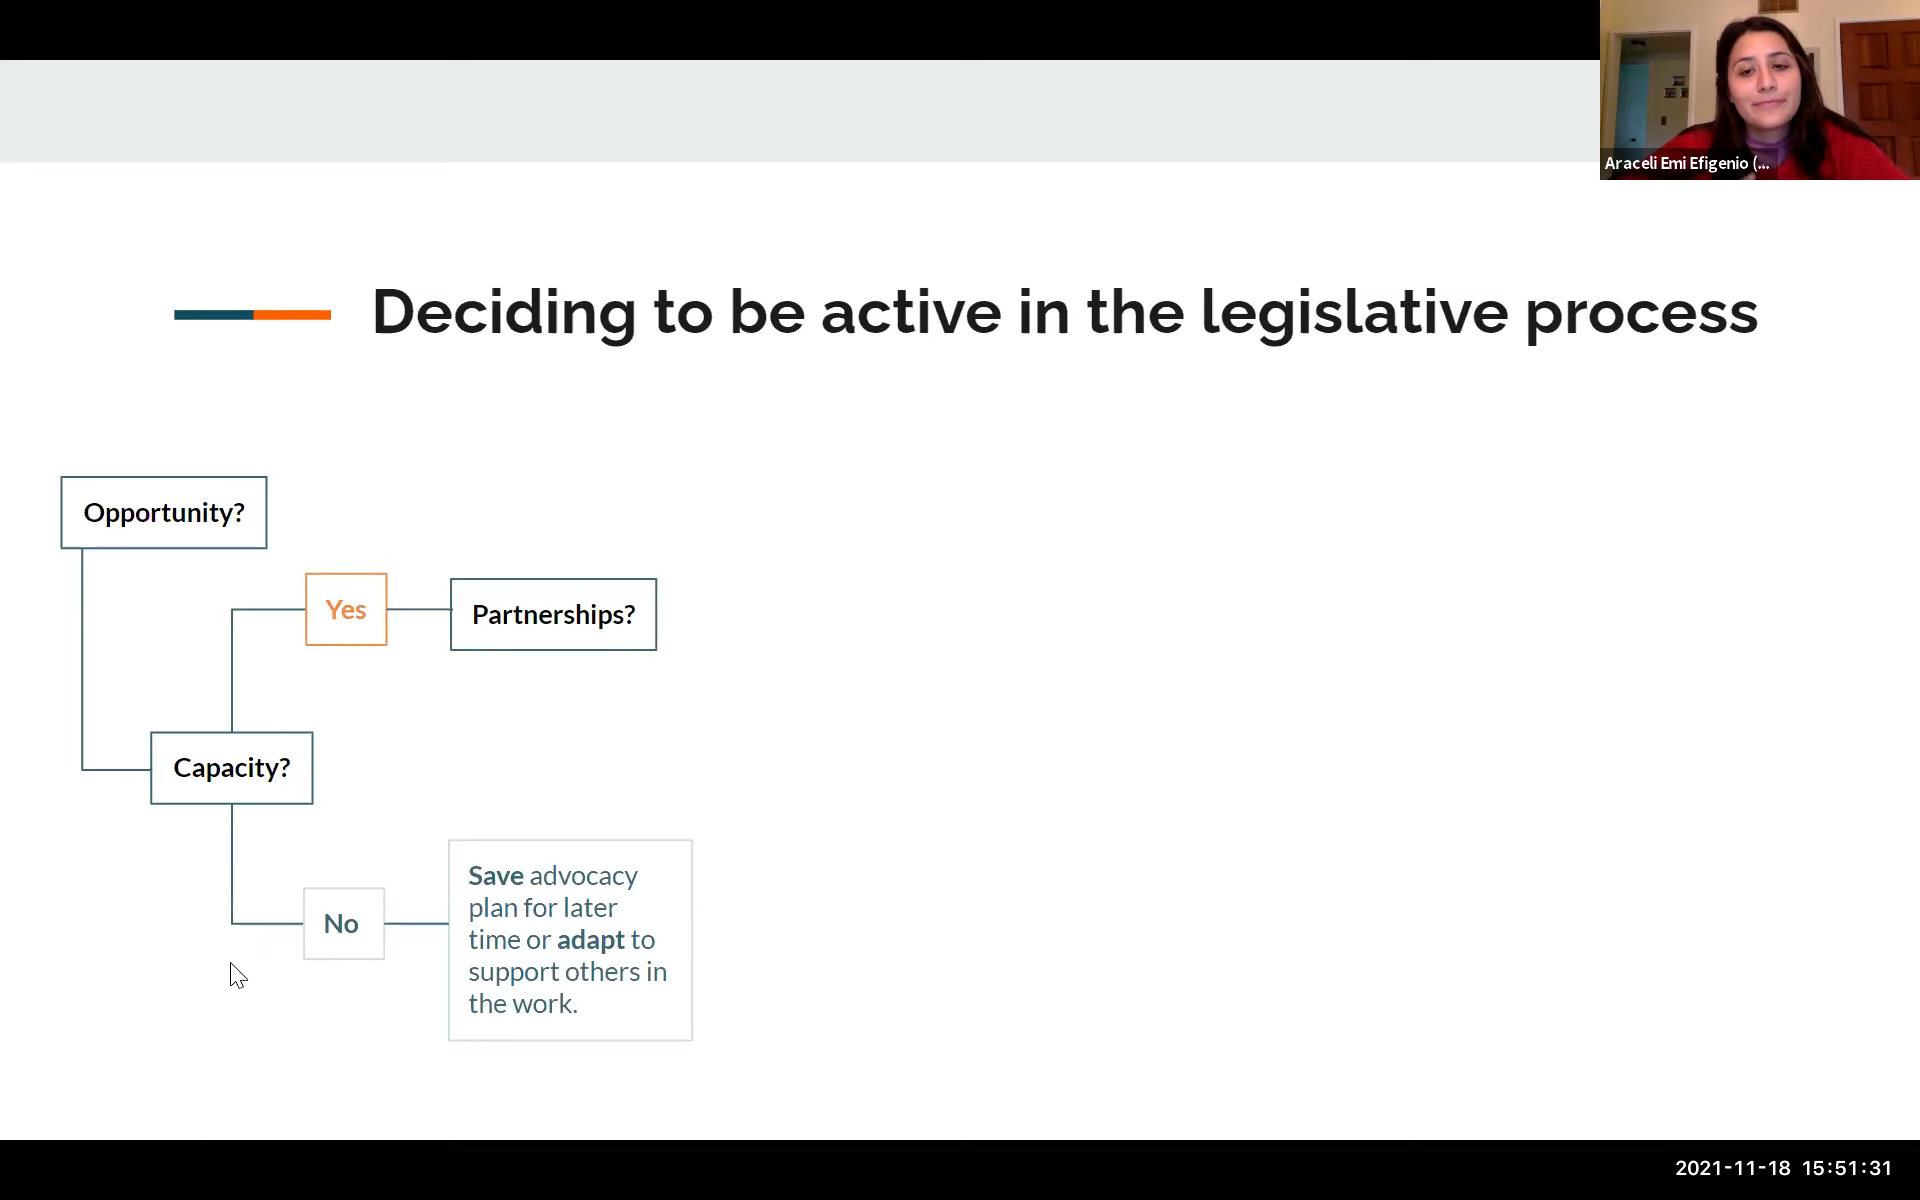 Araceli Emi Efigenio (...
Deciding to be active in the legislative process
Opportunity?
Yes
Partnerships?
Capacity?
No
Save advocacy
plan for later
time or adapt to
support others in
the work.
2021-11-18 15:51:31